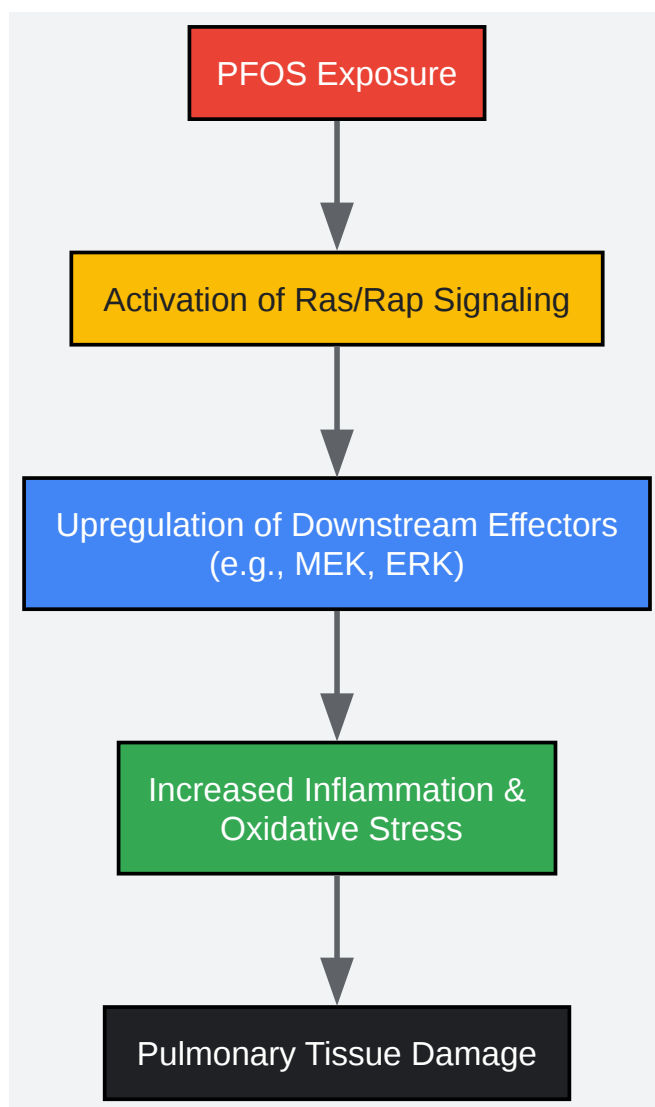 PFOS Exposure
Activation of Ras/Rap Signaling
Upregulation of Downstream Effectors
(e.g., MEK, ERK)
Increased Inflammation &
Oxidative Stress
Pulmonary Tissue Damage